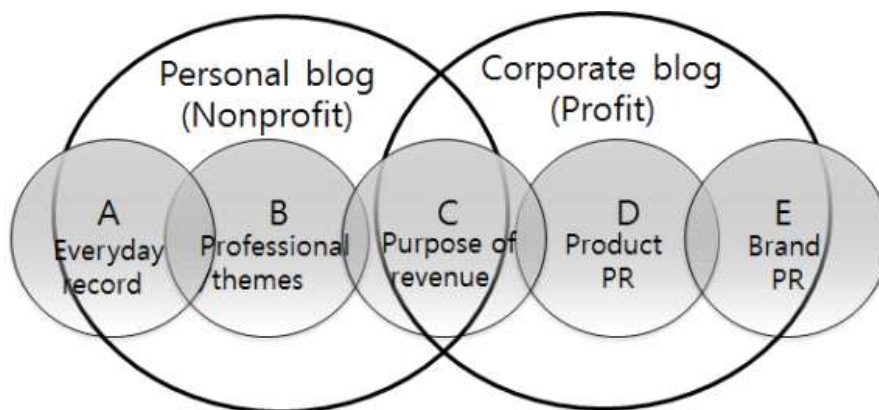 Personal blog
(Nonprofit)
Corporate blog
(Profit)
A
Everyday
record
B
Professional
themes
C
Purpose of
revenue
D
Product
PR
E
Brand
PR